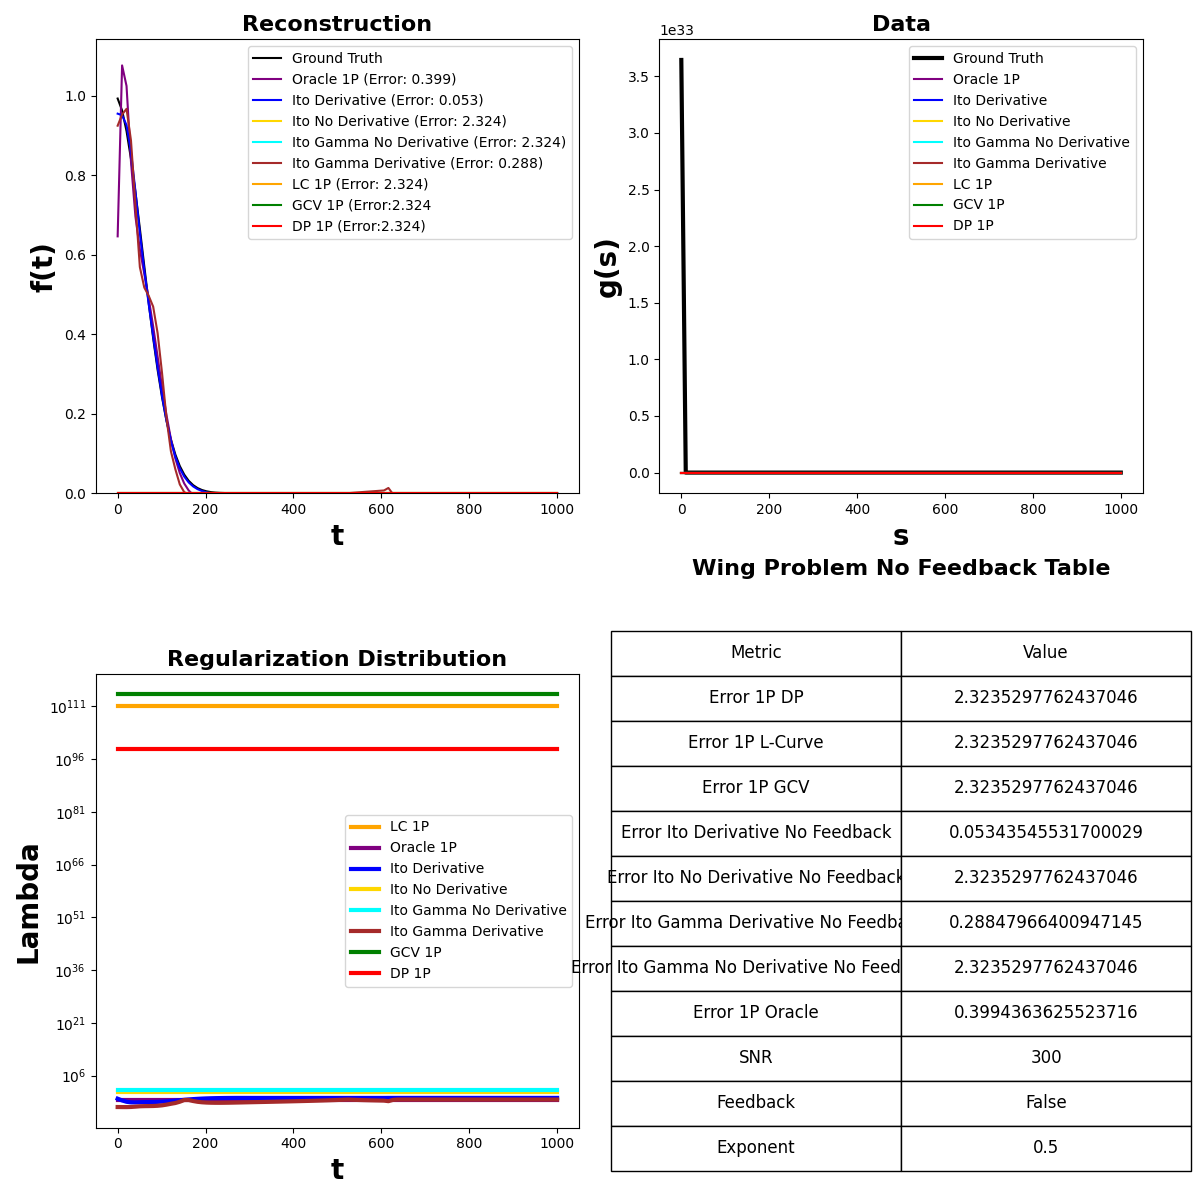 Reconstruction
f(t)
1.0
0.8
0.6
0.4
0.2
0.0
0 200 400 600 800 1000
t
Ground Truth
Oracle 1P (Error: 0.399)
Ito Derivative (Error: 0.053)
Ito No Derivative (Error: 2.324)
Ito Gamma No Derivative (Error: 2.324)
Ito Gamma Derivative (Error: 0.288)
LC 1P (Error: 2.324)
GCV 1P (Error:2.324
DP 1P (Error:2.324)
Data
1e33
g(s)
3.5
3.0
2.5
2.0
1.5
1.0
0.5
0.0
0 200 400 600 800 1000
s
Ground Truth
Oracle 1P
Ito Derivative
Ito No Derivative
Ito Gamma No Derivative
Ito Gamma Derivative
LC 1P
GCV 1P
DP 1P
Regularization Distribution
Lambda
10^111
10^96
10^81
10^66
10^51
10^36
10^21
10^6
0 200 400 600 800 1000
t
LC 1P
Oracle 1P
Ito Derivative
Ito No Derivative
Ito Gamma No Derivative
Ito Gamma Derivative
GCV 1P
DP 1P
Wing Problem No Feedback Table
Metric Value
Error 1P DP 2.3235297762437046
Error 1P L-Curve 2.3235297762437046
Error 1P GCV 2.3235297762437046
Error Ito Derivative No Feedback 0.05343545531700029
Error Ito No Derivative No Feedback 2.3235297762437046
Error Ito Gamma Derivative No Feedba 0.28847966400947145
Error Ito Gamma No Derivative No Feed 2.3235297762437046
Error 1P Oracle 0.3994363625523716
SNR 300
Feedback False
Exponent 0.5